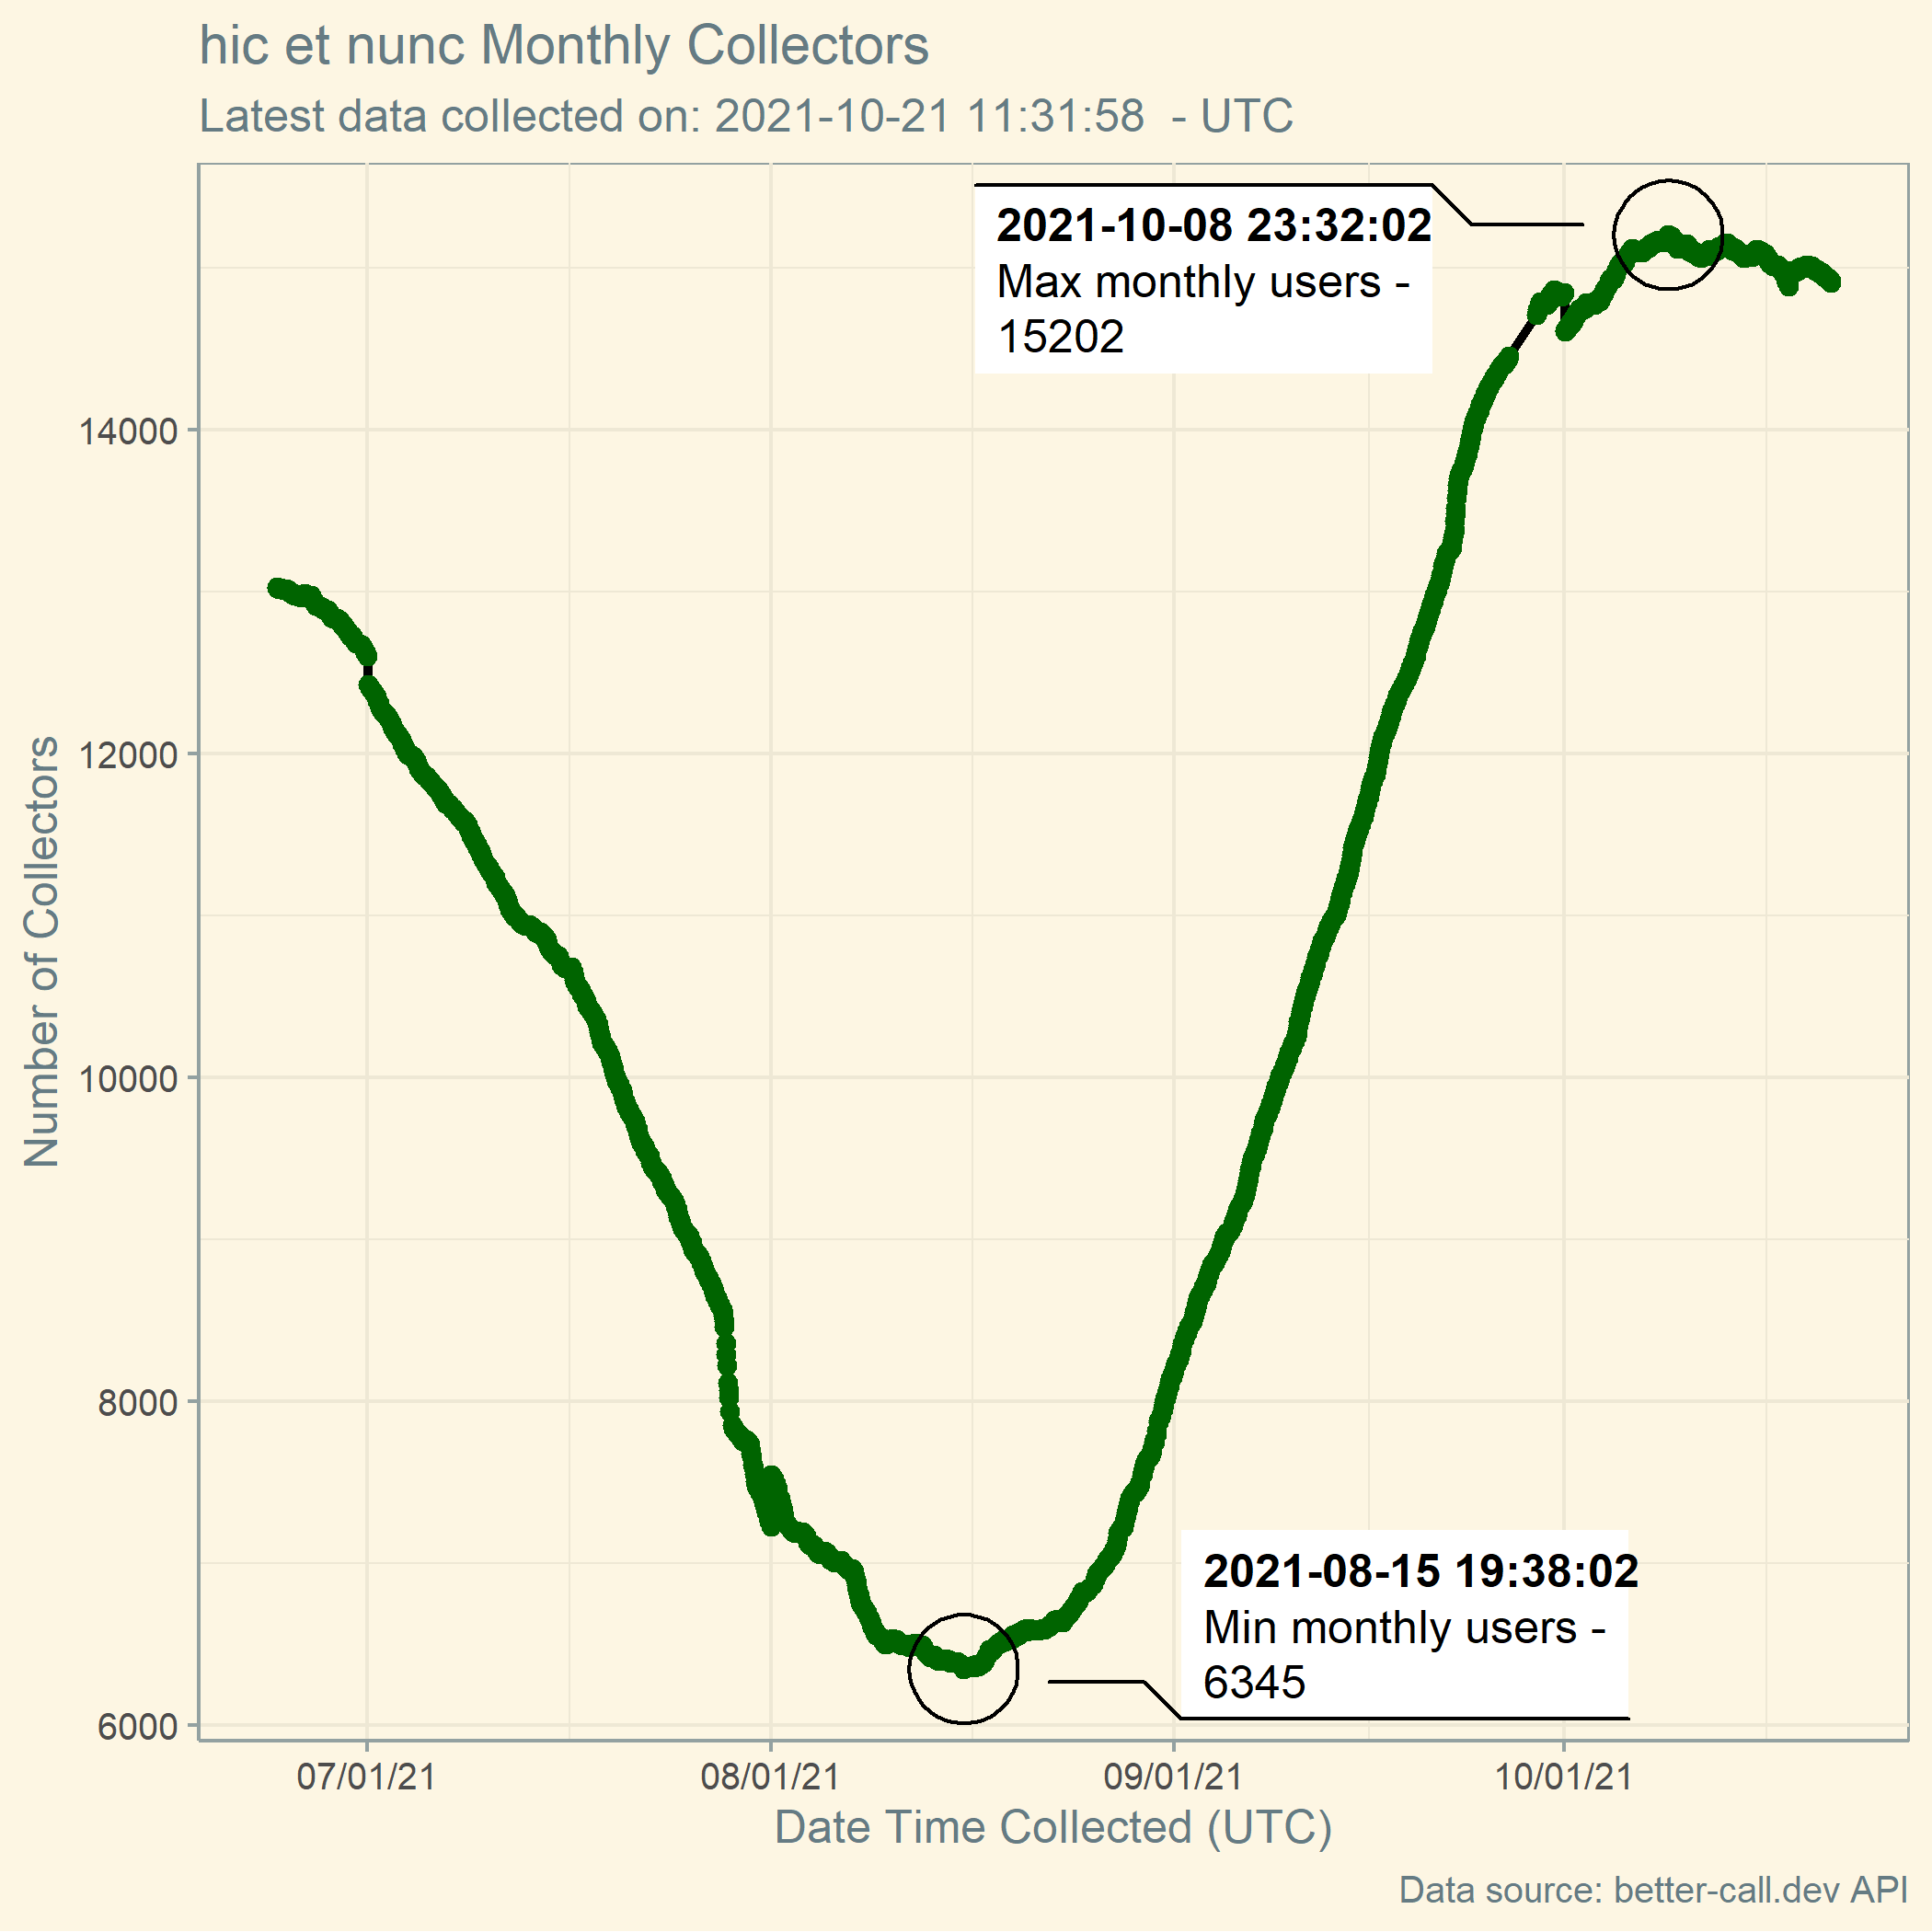 hic et nunc Monthly Collectors
Latest data collected on: 2021-10-21 11:31:58  - UTC
2021-10-08 23:32:02
Max monthly users -
15202
14000
12000
10000
8000
6000
Number of Collectors
2021-08-15 19:38:02
Min monthly users -
6345
07/01/21 08/01/21 09/01/21 10/01/21
Date Time Collected (UTC)
Data source: better-call.dev API